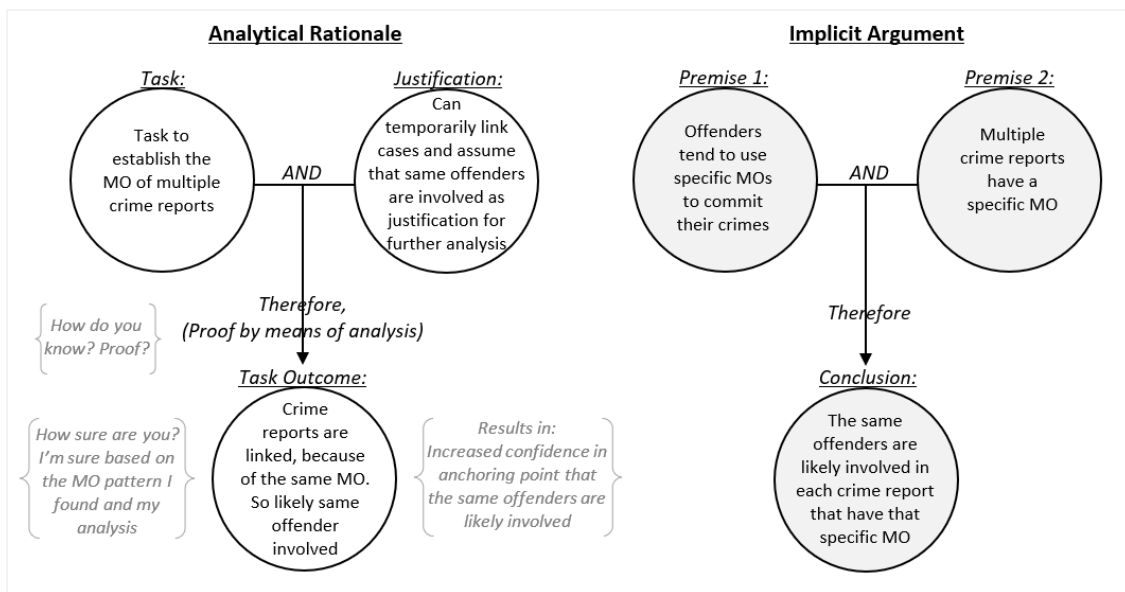 Analytical Rationale
Task:
Task to
establish the
MO of multiple
crime reports
AND
Justification:
Can
temporarily link
cases and assume
that same offenders
are involved as
justification for
further analysis
Therefore,
(Proof by means of analysis)
How do you
know? Proof?
Task Outcome:
Crime
reports are
linked, because
of the same MO.
So likely same
offender
involved
How sure are you?
I'm sure based on
the MO pattern I
found and my
analysis
Results in:
Increased confidence in
anchoring point that
the same offenders are
likely involved
Implicit Argument
Premise 1:
Offenders
tend to use
specific MOs
to commit
their crimes
AND
Premise 2:
Multiple
crime reports
have a
specific MO
Therefore
Conclusion:
The same
offenders are
likely involved in
each crime report
that have that
specific MO